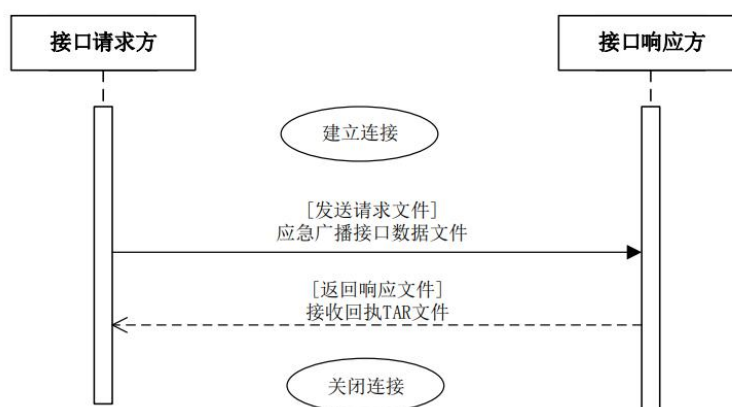 接口请求方
接口响应方
建立连接
[发送请求文件]
应急广播接口数据文件
[返回响应文件]
接收回执TAR文件
关闭连接